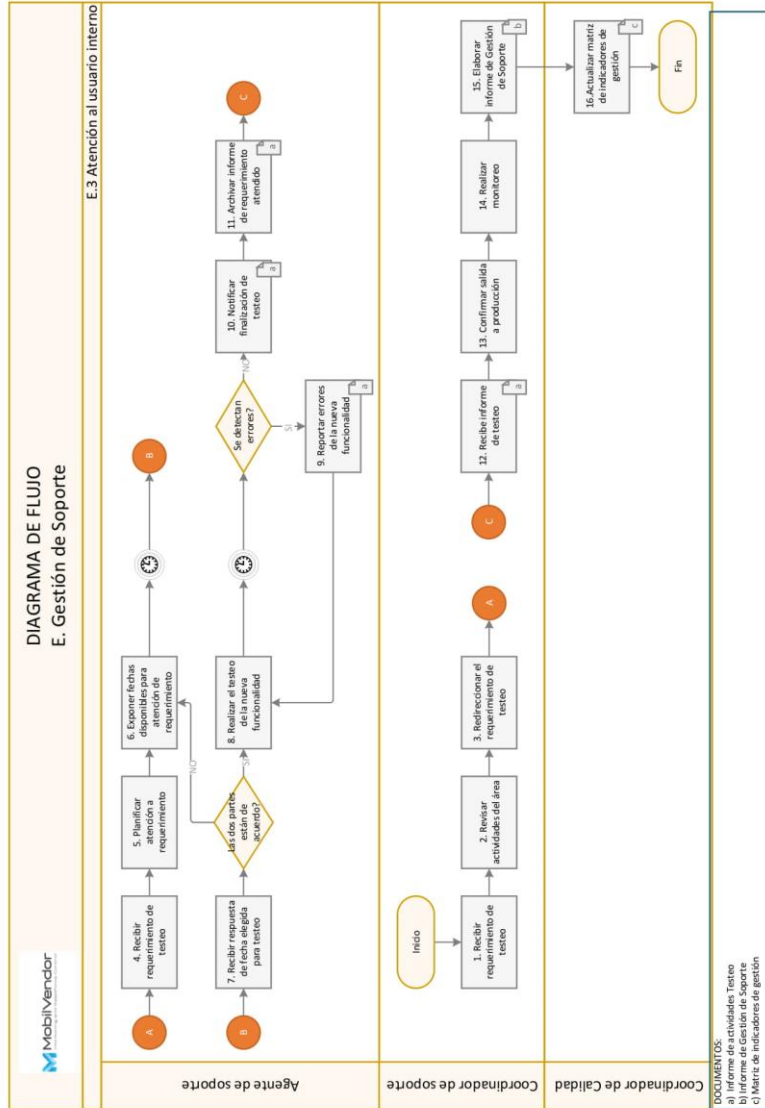 MobilVendor
DIAGRAMA DE FLUJO
E. Gestión de Soporte
E.3 Atención al usuario interno
Agente de soporte
A
4. Recibir
requerimiento de
testeo
5. Planificar
atención a
requerimiento
6. Exponer fechas
disponibles para
atención de
requerimiento
B
B
7. Recibir respuesta
de fecha elegida
para testeo
Las dos partes
están de
acuerdo?
NO
SI
8. Realizar el testeo
de la nueva
funcionalidad
Se detectan
errores?
NO
SI
9. Reportar errores
de la nueva
funcionalidad
a
10. Notificar
finalización de
testeo
a
11. Archivar informe
de requerimiento
atendido
a
C
Coordinador de soporte
Inicio
1. Recibir
requerimiento de
testeo
2. Revisar
actividades del área
3. Redireccionar el
requerimiento de
testeo
A
C
12. Recibe informe
de testeo
a
13. Confirmar salida
a producción
14. Realizar
monitoreo
15. Elaborar
informe de Gestión
de Soporte
b
Coordinador de Calidad
16.Actualizar matriz
de indicadores de
gestión
c
Fin
DOCUMENTOS:
a) Informe de actividades Testeo
b) Informe de Gestión de Soporte
c) Matriz de indicadores de gestión